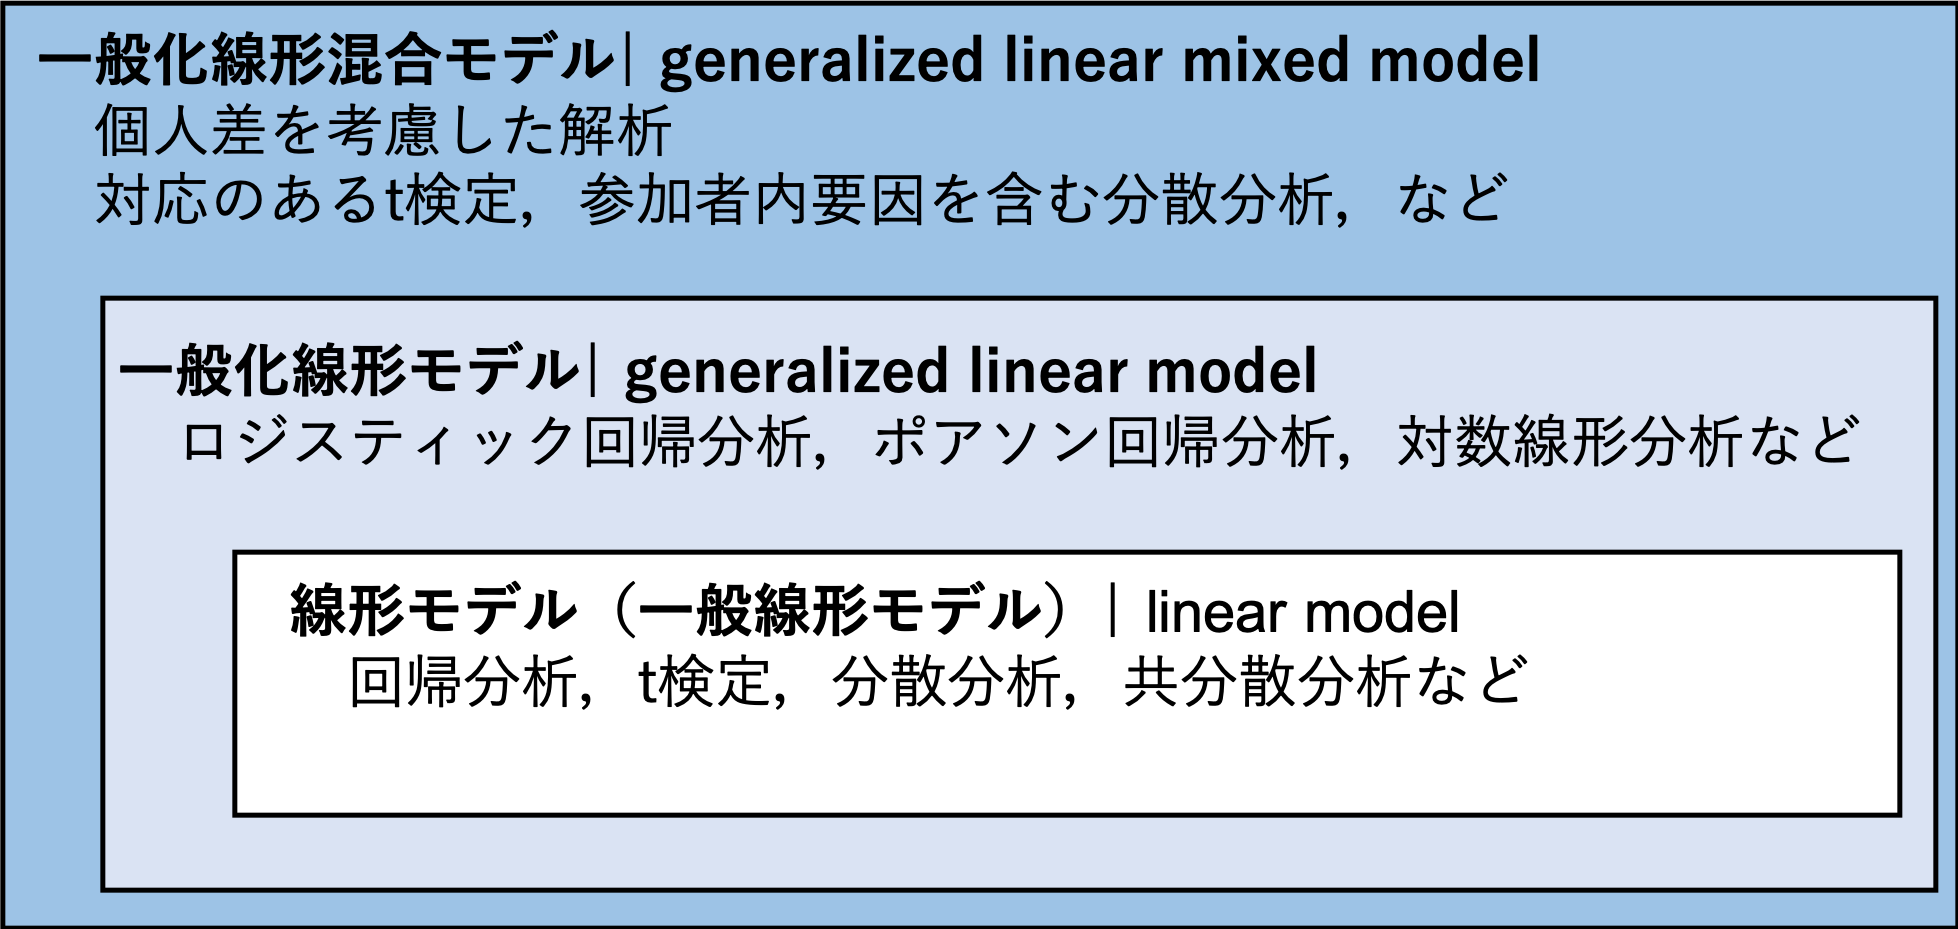 一般化線形混合モデル| generalized linear mixed model
個人差を考慮した解析
対応のあるt検定，参加者内要因を含む分散分析，など
一般化線形モデル| generalized linear model
ロジスティック回帰分析，ポアソン回帰分析，対数線形分析など
線形モデル（一般線形モデル）| linear model
回帰分析，t検定，分散分析，共分散分析など